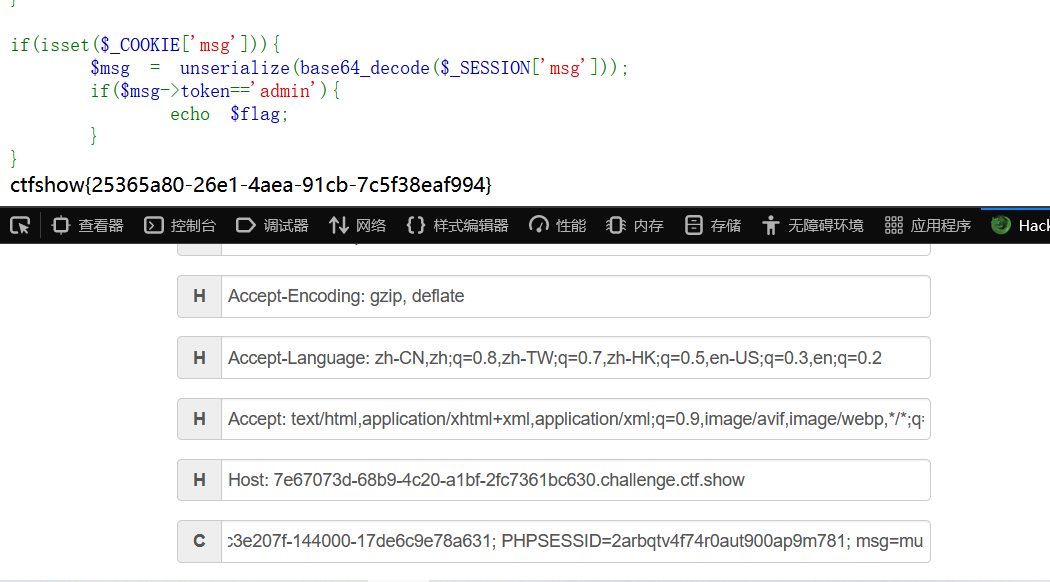 }
if(isset($_COOKIE['msg'])){
$msg = unserialize(base64_decode($_SESSION['msg']));
if($msg->token=='admin'){
echo $flag;
}
}
ctfshow{25365a80-26e1-4aea-91cb-7c5f38eaf994}
查看器 控制台 调试器 网络 样式编辑器 性能 内存 存储 无障碍环境 应用程序 Hack
H Accept-Encoding: gzip, deflate
H Accept-Language: zh-CN,zh;q=0.8,zh-TW;q=0.7,zh-HK;q=0.5,en-US;q=0.3,en;q=0.2
H Accept: text/html,application/xhtml+xml,application/xml;q=0.9,image/avif,image/webp,*/*;q=
H Host: 7e67073d-68b9-4c20-a1bf-2fc7361bc630.challenge.ctf.show
C c3e207f-144000-17de6c9e78a631; PHPSESSID=2arbqtv4f74r0aut900ap9m781; msg=mu